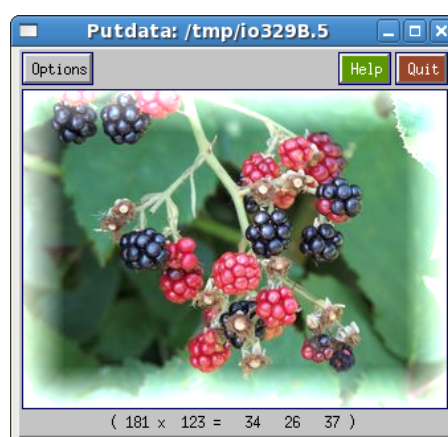 Putdata: /tmp/io329B.5
Options Help Quit
( 181 x 123 = 34 26 37 )